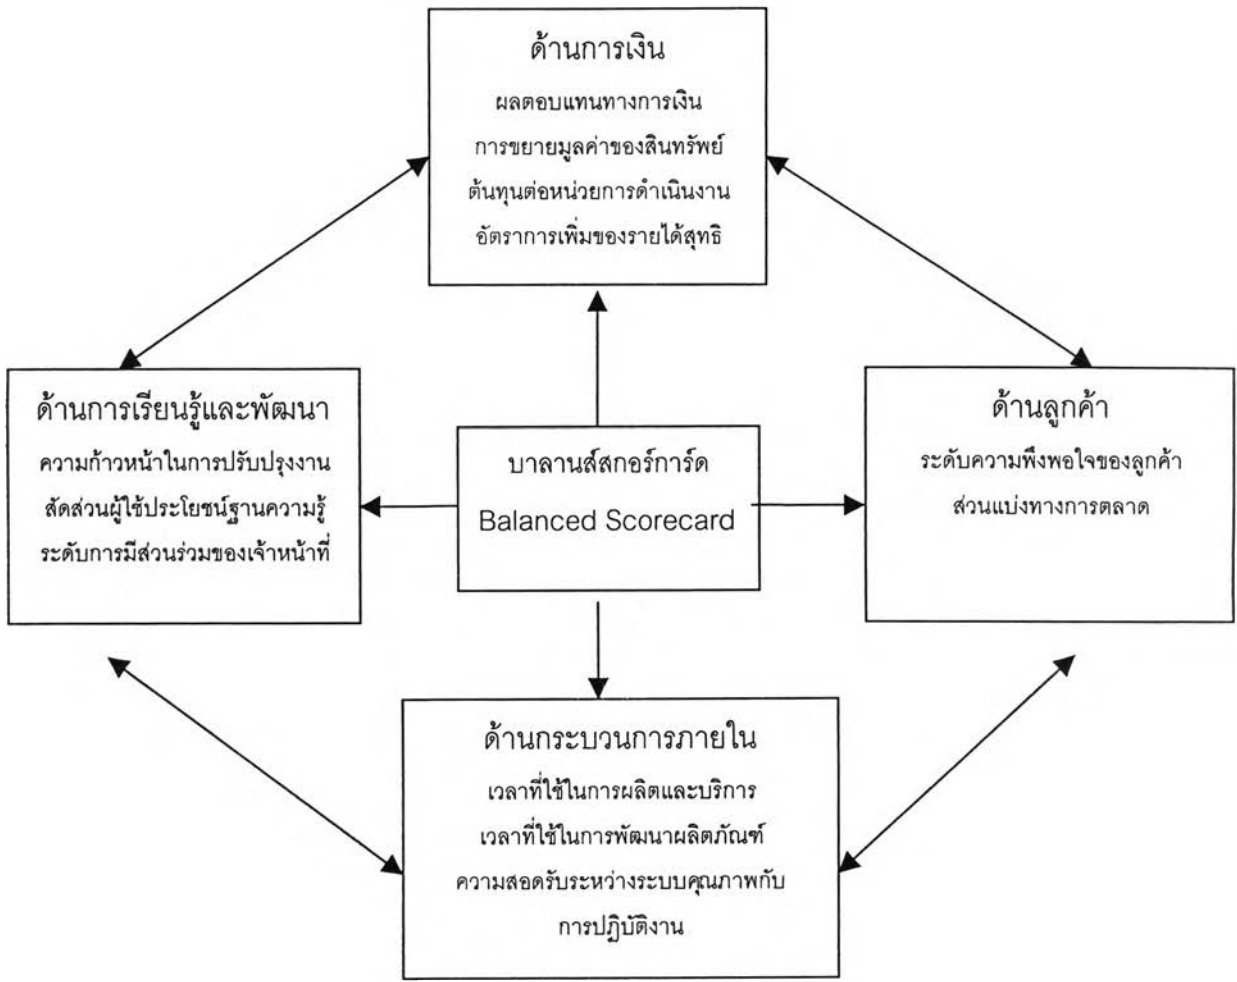 ด้านการเงิน
ผลตอบแทนทางการเงิน
การขยายมูลค่าของสินทรัพย์
ต้นทุนต่อหน่วยการดำเนินงาน
อัตราการเพิ่มของรายได้สุทธิ
ด้านการเรียนรู้และพัฒนา
ความก้าวหน้าในการปรับปรุงงาน
สัดส่วนผู้ใช้ประโยชน์ฐานความรู้
ระดับการมีส่วนร่วมของเจ้าหน้าที่
บาลานส์สกอร์การ์ด
Balanced Scorecard
ด้านลูกค้า
ระดับความพึงพอใจของลูกค้า
ส่วนแบ่งทางการตลาด
ด้านกระบวนการภายใน
เวลาที่ใช้ในการผลิตและบริการ
เวลาที่ใช้ในการพัฒนาผลิตภัณฑ์
ความสอดรับระหว่างระบบคุณภาพกับ
การปฏิบัติงาน